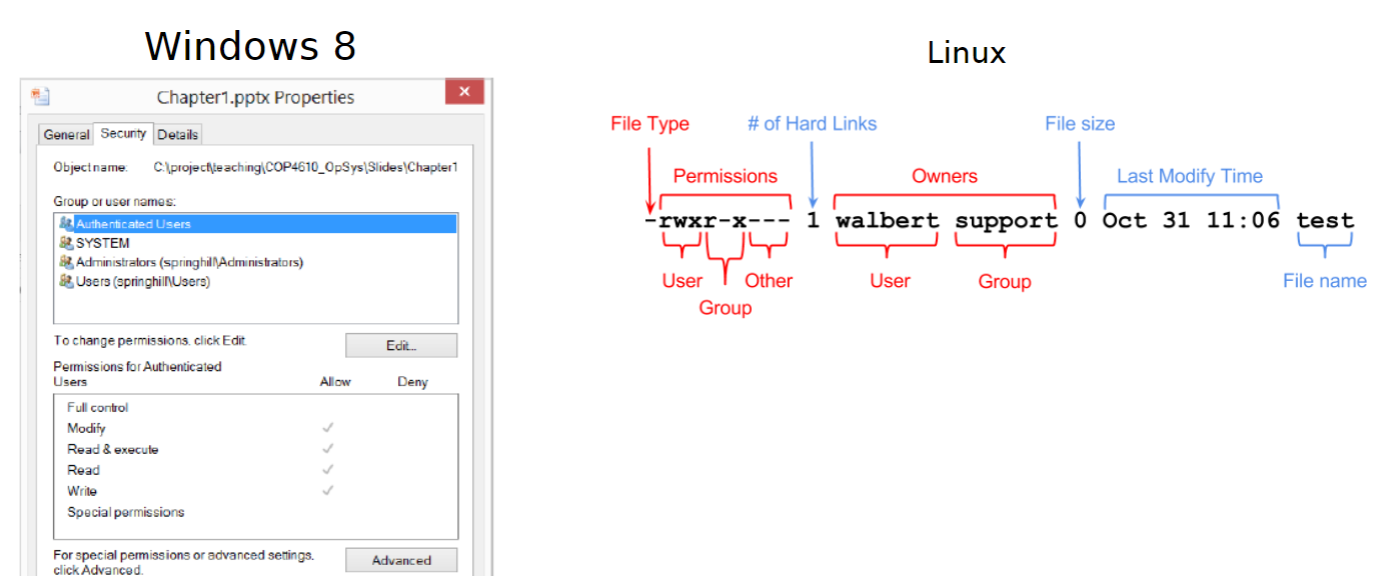 Windows 8
Chapter1.pptx Properties
General Security Details
Object name: C:\project\teaching\COP4610_OpSys\Slides\Chapter1
Group or user names:
Authenticated Users
SYSTEM
Administrators (springhill\Administrators)
Users (springhill\Users)
To change permissions, click Edit.
Edit...
Permissions for Authenticated
Users Allow Deny
Full control
Modify
Read & execute
Read
Write
Special permissions
For special permissions or advanced settings,
click Advanced.
Advanced
Linux
File Type # of Hard Links File size
Permissions Owners Last Modify Time
-rwxr-x--- 1 walbert support 0 Oct 31 11:06 test
User Other User Group File name
Group